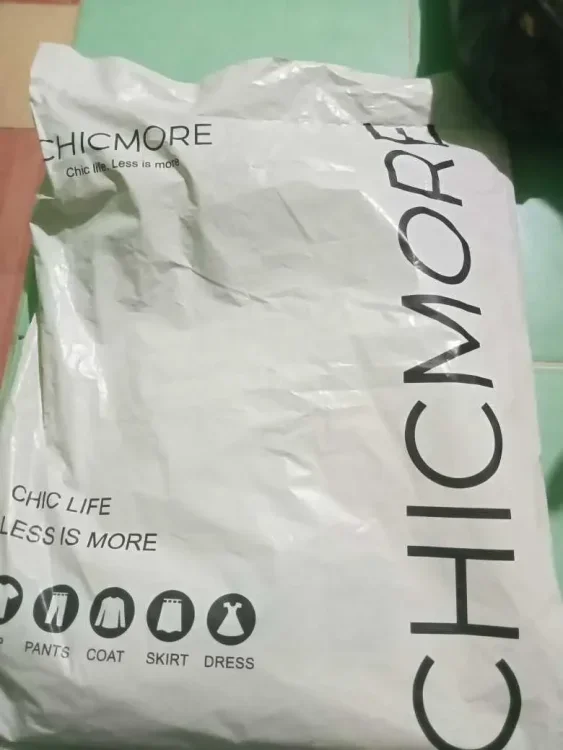 CHICMORE
Chic life. Less is more
CHICMORE
CHIC LIFE
LESS IS MORE
P PANTS COAT SKIRT DRESS